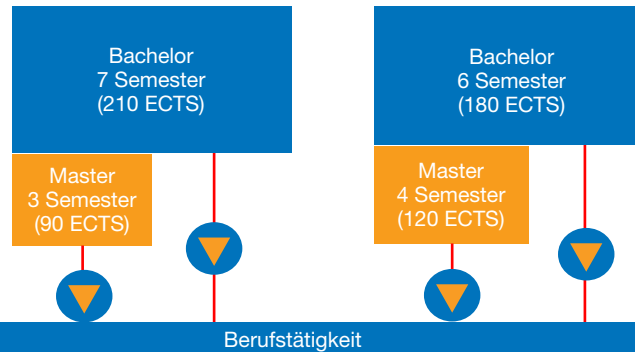 Bachelor
7 Semester
(210 ECTS)
Bachelor
6 Semester
(180 ECTS)
Master
3 Semester
(90 ECTS)
Master
4 Semester
(120 ECTS)
Berufstätigkeit